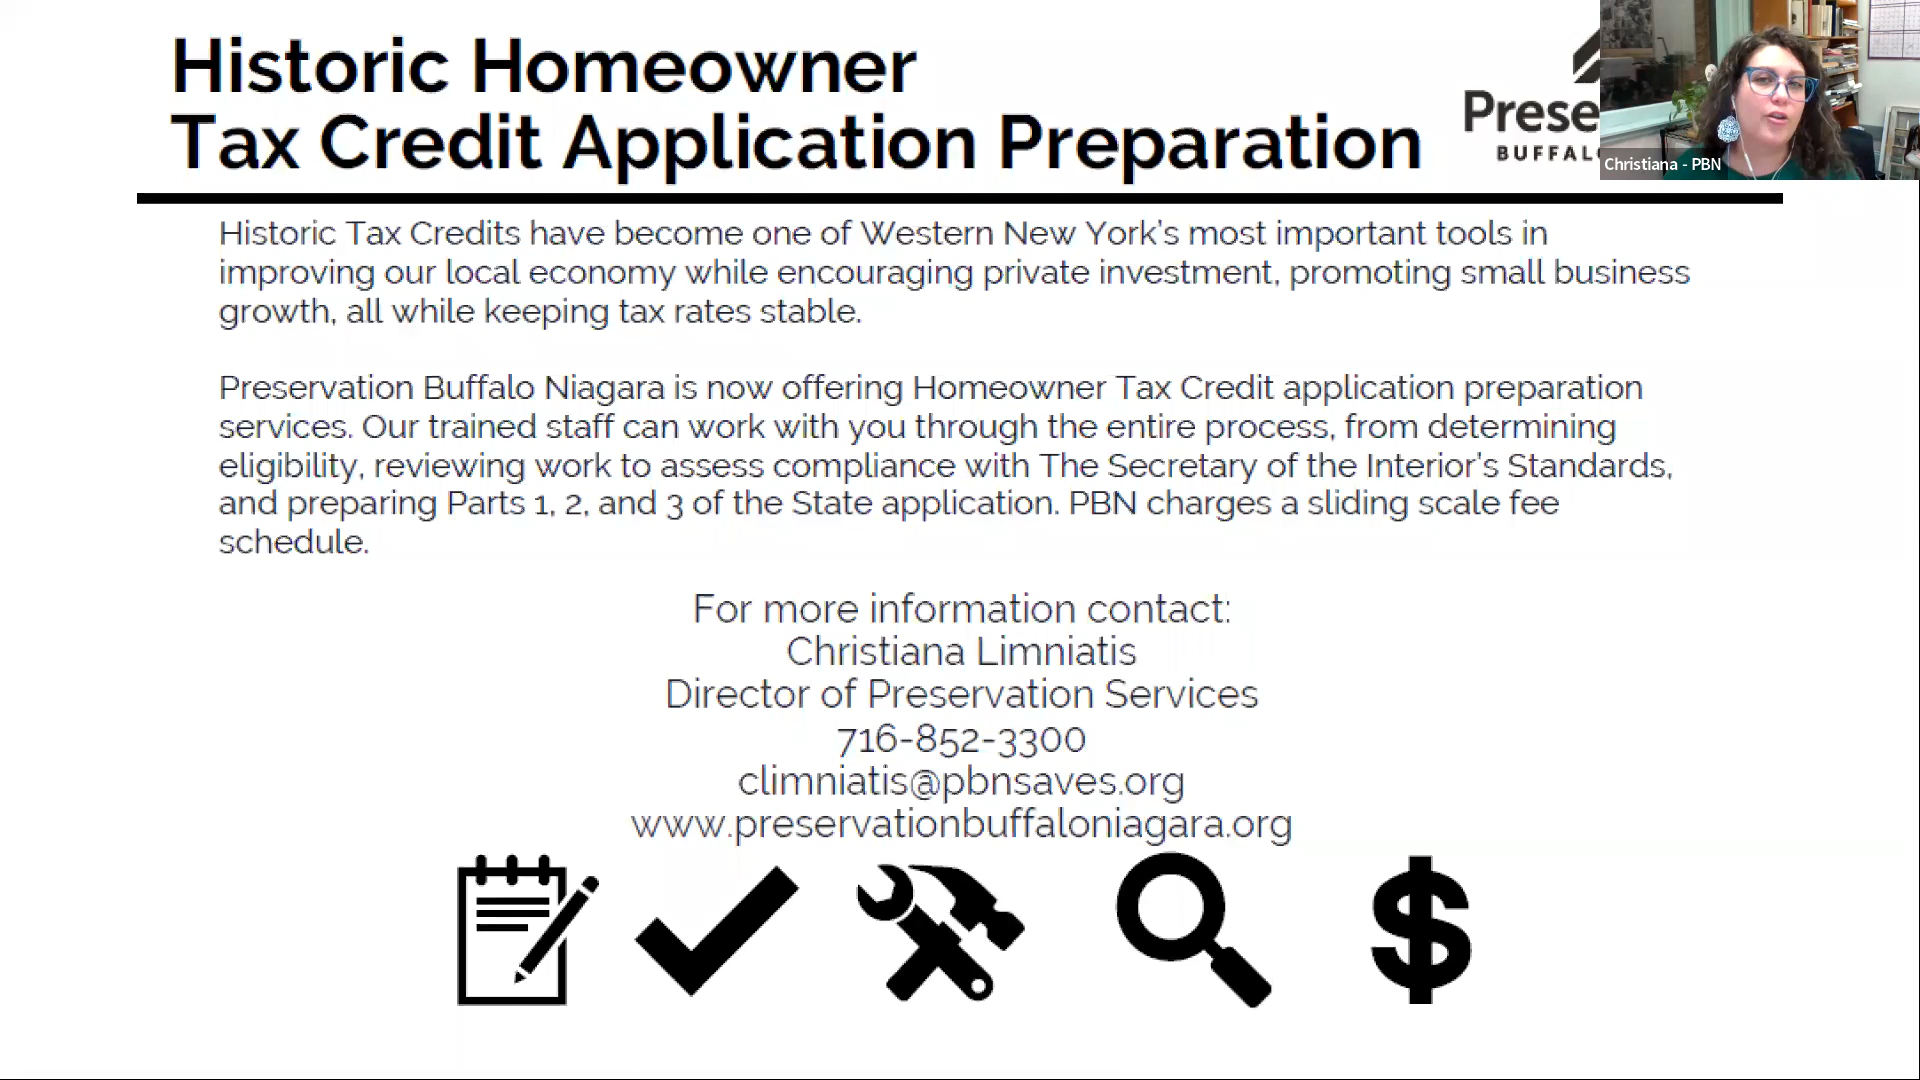 Historic Homeowner
Tax Credit Application Preparation
BUFFAL
Christiana - PBN
Historic Tax Credits have become one of Western New York's most important tools in
improving our local economy while encouraging private investment, promoting small business
growth, all while keeping tax rates stable.
Preservation Buffalo Niagara is now offering Homeowner Tax Credit application preparation
services. Our trained staff can work with you through the entire process, from determining
eligibility, reviewing work to assess compliance with The Secretary of the Interior's Standards,
and preparing Parts 1, 2, and 3 of the State application. PBN charges a sliding scale fee
schedule.
For more information contact:
Christiana Limniatis
Director of Preservation Services
716-852-3300
climniatis@pbnsaves.org
www.preservationbuffaloniagara.org